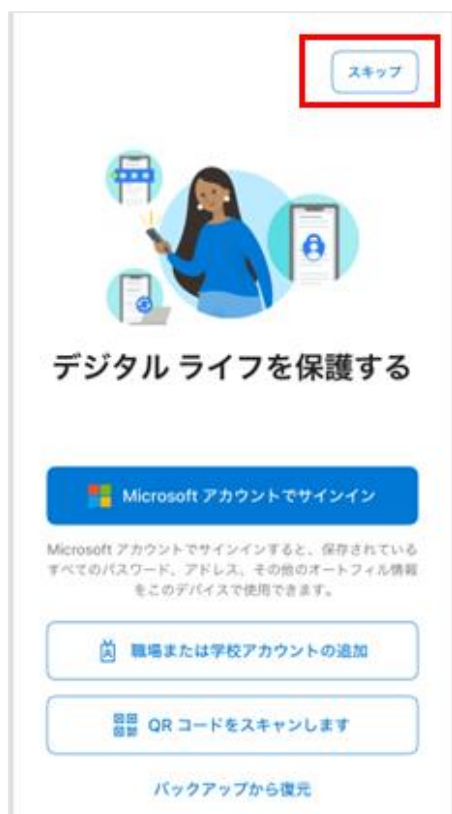 スキップ
デジタル ライフを保護する
Microsoft アカウントでサインイン
Microsoft アカウントでサインインすると、保存されている
すべてのパスワード、アドレス、その他のオートフィル情報
をこのデバイスで使用できます。
職場または学校アカウントの追加
QR コードをスキャンします
バックアップから復元